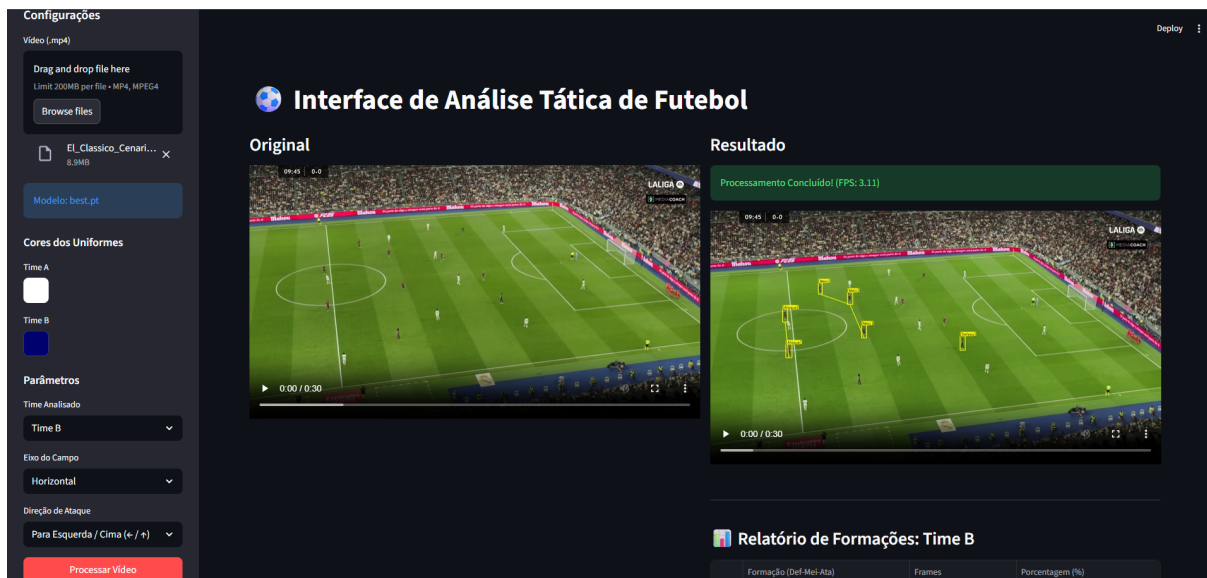 Configurações
Vídeo (.mp4)
Drag and drop file here
Limit 200MB per file • MP4, MPEG4
Browse files
El_Classico_Cenari...
8.9MB
Modelo: best.pt
Cores dos Uniformes
Time A
Time B
Parâmetros
Time Analisado
Time B
Eixo do Campo
Horizontal
Direção de Ataque
Para Esquerda / Cima (← / ↑)
Processar Vídeo
Deploy
Interface de Análise Tática de Futebol
Original
09:45 0-0
LALIGA
MEDIACOACH
0:00 / 0:30
Resultado
Processamento Concluído! (FPS: 3.11)
09:45 0-0
LALIGA
MEDIACOACH
0:00 / 0:30
Relatório de Formações: Time B
Formação (Def-Mei-Ata) Frames Porcentagem (%)